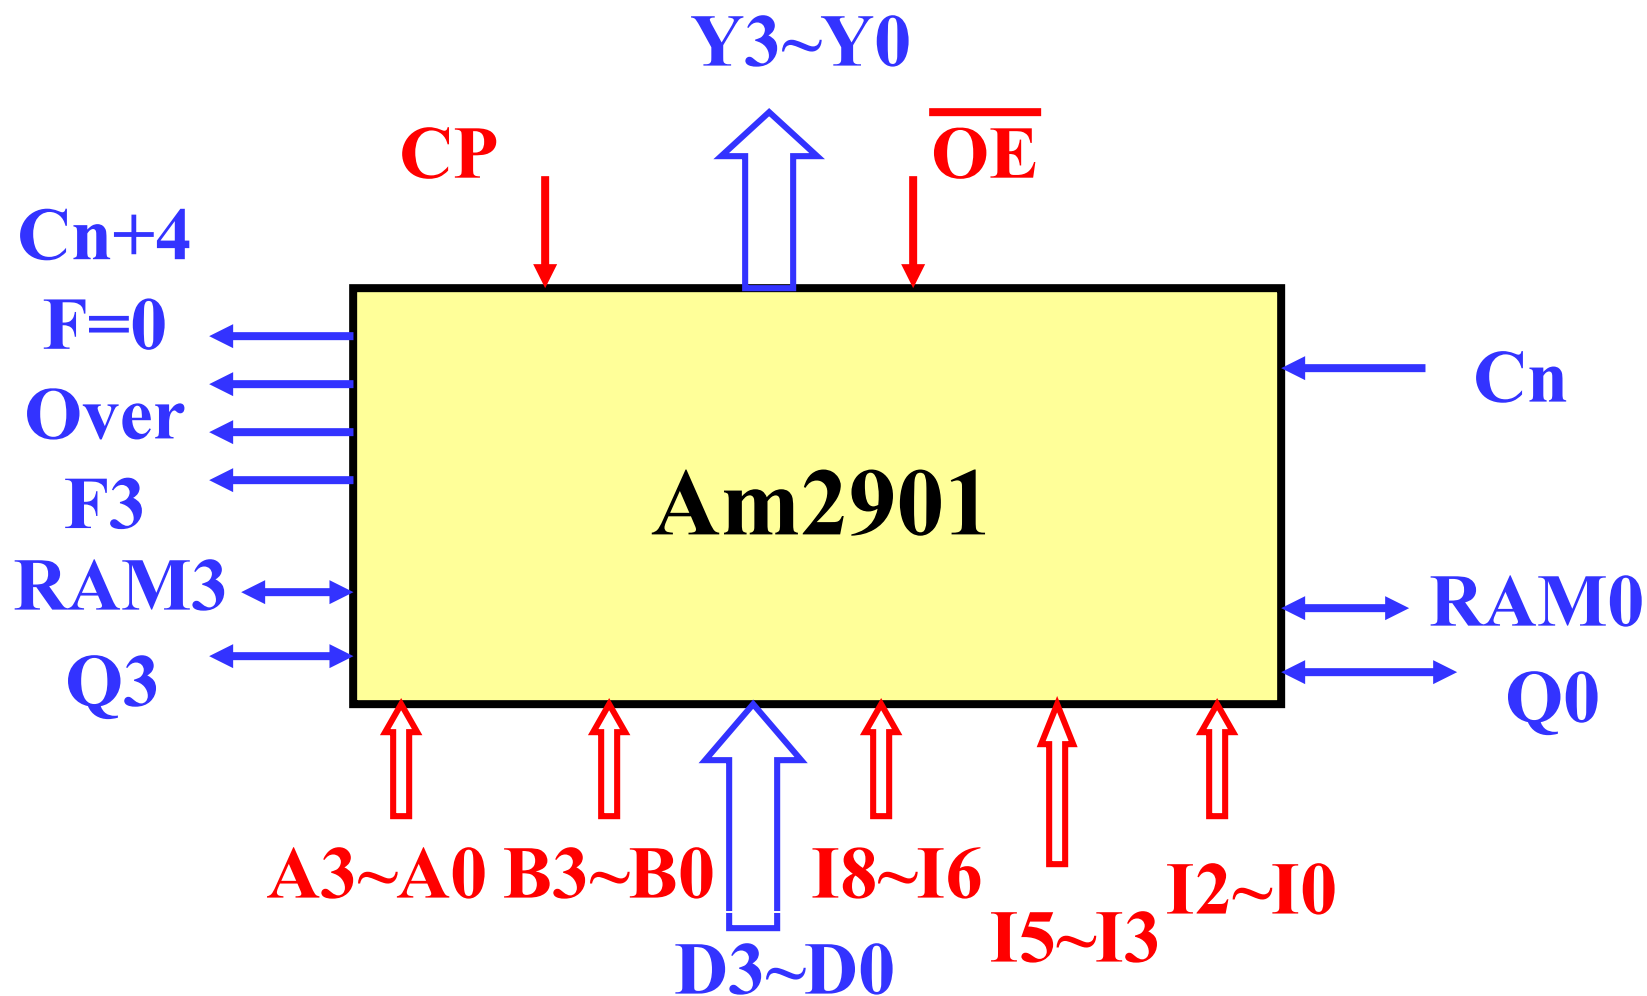 Y3~Y0
CP
OE
Cn+4
F=0
Over
F3
RAM3
Q3
Am2901
Cn
RAM0
Q0
A3~A0
B3~B0
I8~I6
I2~I0
I5~I3
D3~D0